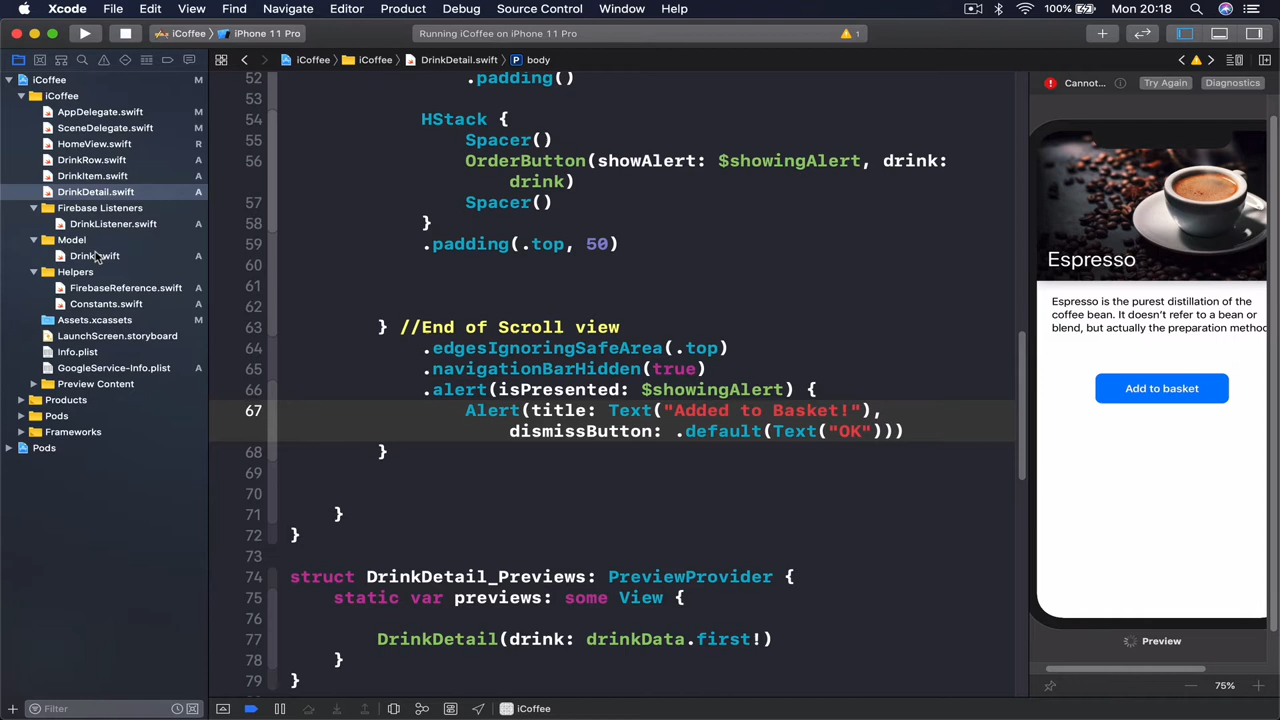 Xcode File Edit View Find Navigate Editor Product Debug Source Control Window Help 100% Mon 20:18
iCoffee iPhone 11 Pro Running iCoffee on iPhone 11 Pro 1
iCoffee iCoffee DrinkDetail.swift P body
iCoffee M
iCoffee
AppDelegate.swift M
SceneDelegate.swift M
HomeView.swift R
DrinkRow.swift A
DrinkItem.swift A
DrinkDetail.swift A
Firebase Listeners
DrinkListener.swift A
Model
Drink.swift A
Helpers
FirebaseReference.swift A
Constants.swift A
Assets.xcassets M
LaunchScreen.storyboard
Info.plist
GoogleService-Info.plist A
Preview Content
Products
Pods
Frameworks
Pods
Filter
52 .padding()
53
54 HStack {
55 Spacer()
56 OrderButton(showAlert: $showingAlert, drink:
drink)
57 Spacer()
58 }
59 .padding(.top, 50)
60
61
62
63 } //End of Scroll view
64 .edgesIgnoringSafeArea(.top)
65 .navigationBarHidden(true)
66 .alert(isPresented: $showingAlert) {
67 Alert(title: Text("Added to Basket!"),
dismissButton: .default(Text("OK")))
68 }
69
70
71 }
72 }
73
74 struct DrinkDetail_Previews: PreviewProvider {
75 static var previews: some View {
76
77 DrinkDetail(drink: drinkData.first!)
78 }
79 }
iCoffee
Cannot... Try Again Diagnostics
Espresso
Espresso is the purest distillation of the
coffee bean. It doesn't refer to a bean or
blend, but actually the preparation method
Add to basket
Preview
75%